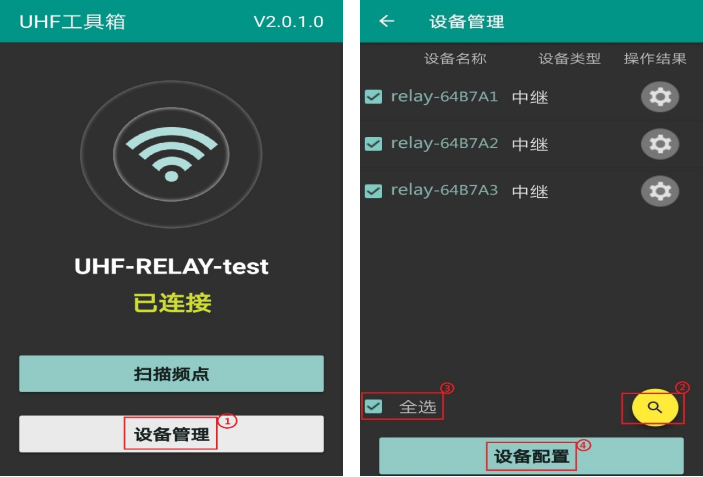 UHF工具箱 V2.0.1.0
UHF-RELAY-test
已连接
扫描频点
设备管理 ①
设备管理
设备名称 设备类型 操作结果
relay-64B7A1 中继
relay-64B7A2 中继
relay-64B7A3 中继
③ ②
全选
设备配置 ④